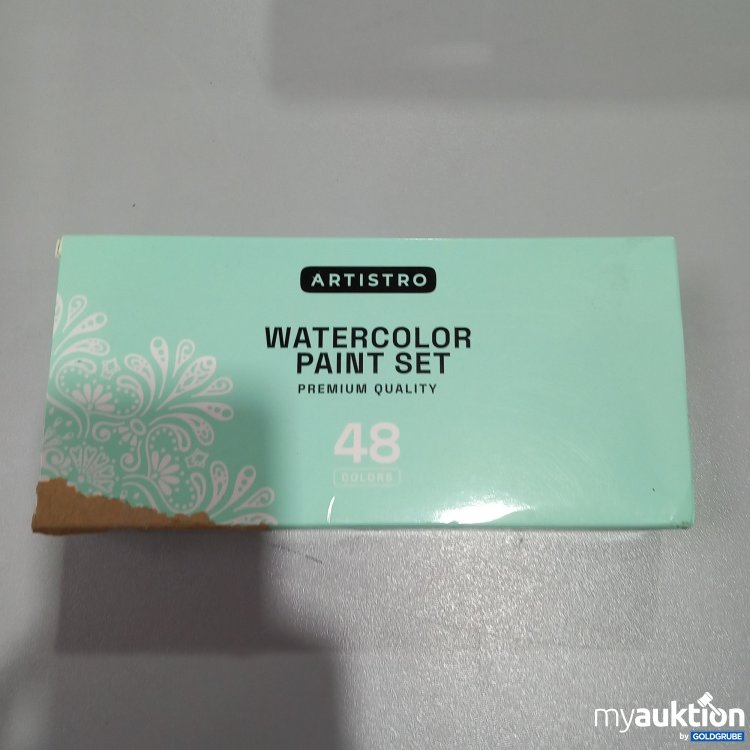 ARTISTRO
WATERCOLOR
PAINT SET
PREMIUM QUALITY
48
COLORS
myauktion
by GOLDGRUBE